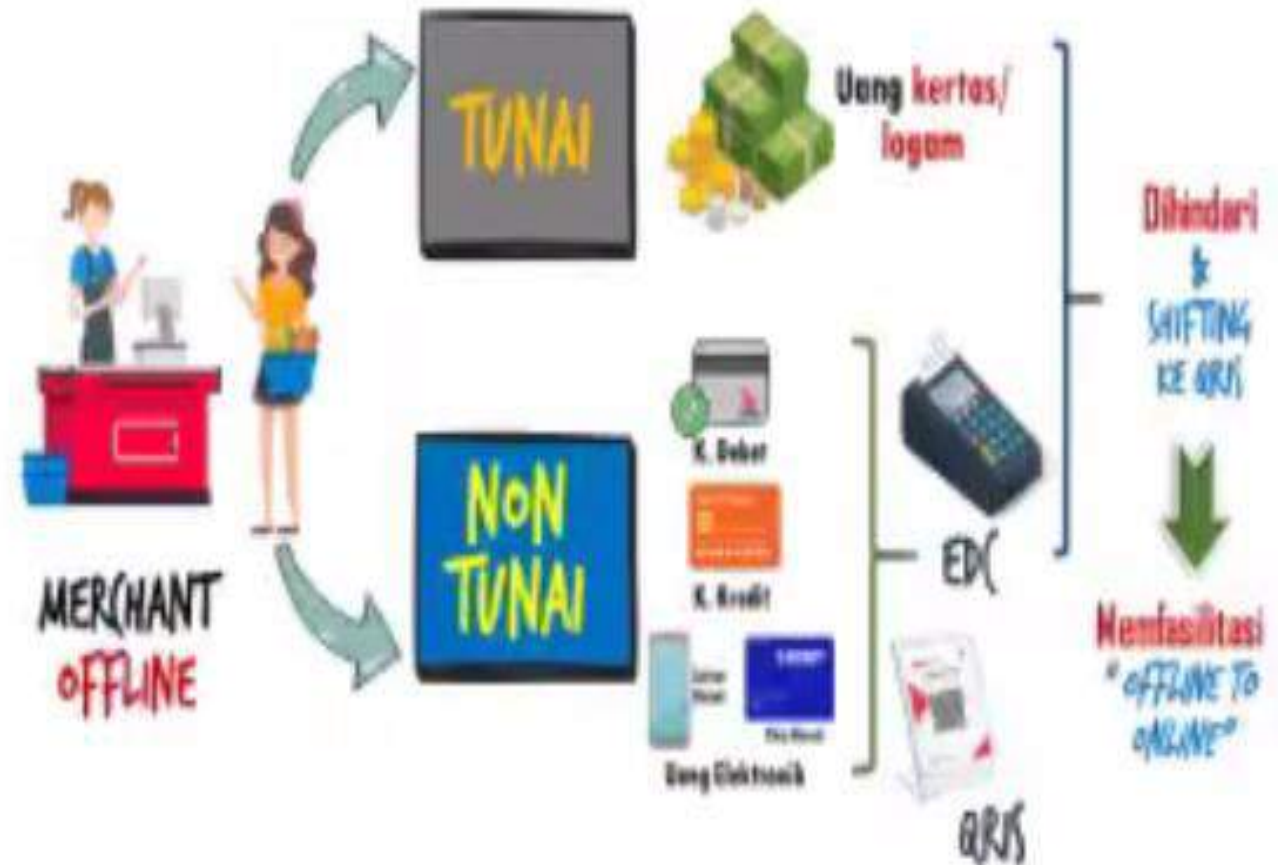 TUNAI
Uang kertas/
logam
Dihindari
&
SHIFTING
KE QRIS
K. Debet
NON
TUNAI
K. Kredit
EDC
MERCHANT
OFFLINE
Memfasilitasi
"OFFLINE TO
ONLINE"
Uang Elektronik
QRIS